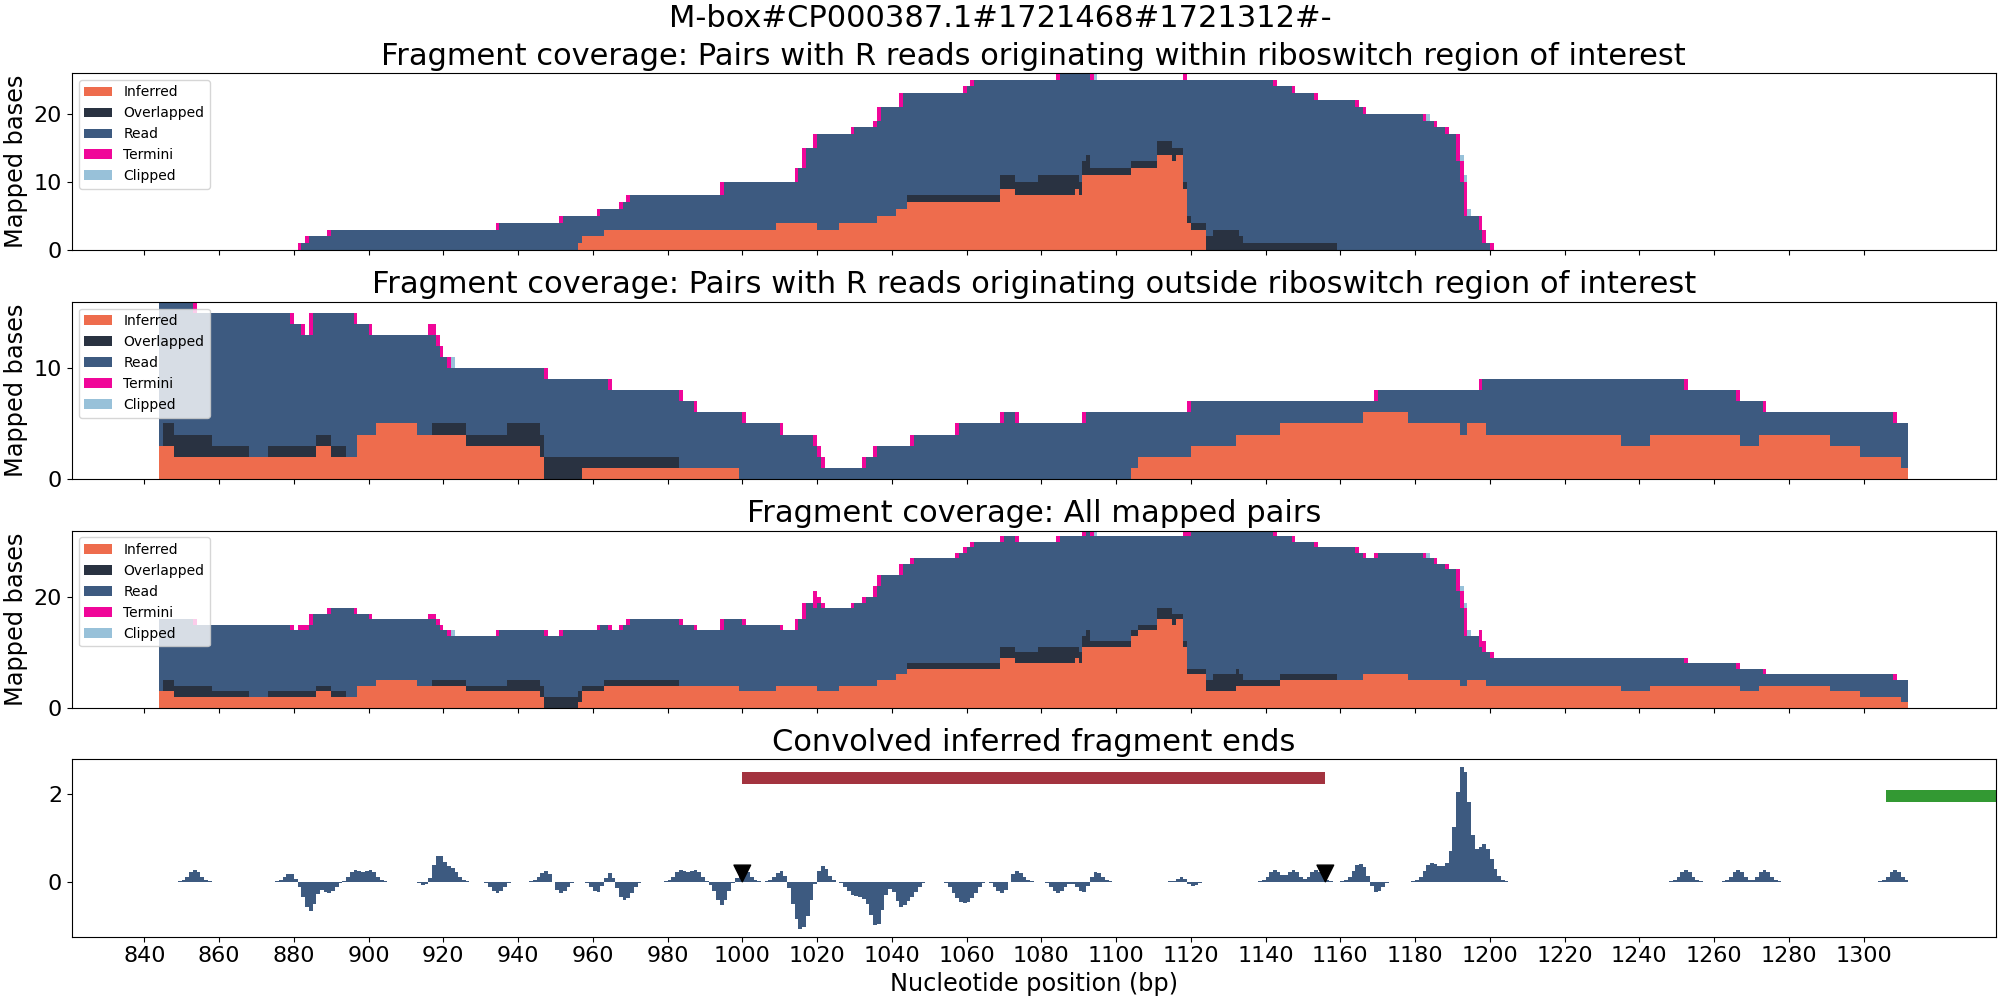 M-box#CP000387.1#1721468#1721312#-
Fragment coverage: Pairs with R reads originating within riboswitch region of interest
Mapped bases
20
10
0
Inferred
Overlapped
Read
Termini
Clipped
Fragment coverage: Pairs with R reads originating outside riboswitch region of interest
Mapped bases
10
0
Inferred
Overlapped
Read
Termini
Clipped
Fragment coverage: All mapped pairs
Mapped bases
20
0
Inferred
Overlapped
Read
Termini
Clipped
Convolved inferred fragment ends
2
0
840 860 880 900 920 940 960 980 1000 1020 1040 1060 1080 1100 1120 1140 1160 1180 1200 1220 1240 1260 1280 1300
Nucleotide position (bp)